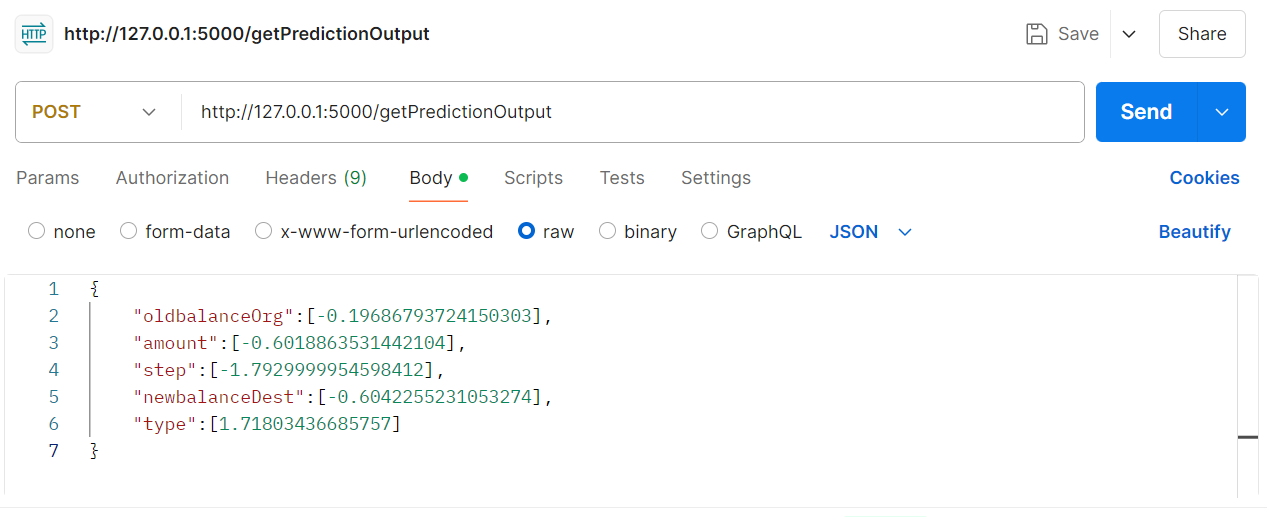 HTTP http://127.0.0.1:5000/getPredictionOutput Save Share
POST http://127.0.0.1:5000/getPredictionOutput Send
Params Authorization Headers (9) Body Scripts Tests Settings Cookies
none form-data x-www-form-urlencoded raw binary GraphQL JSON Beautify
1 {
2 "oldbalanceOrg":[-0.19686793724150303],
3 "amount":[-0.6018863531442104],
4 "step":[-1.7929999954598412],
5 "newbalanceDest":[-0.6042255231053274],
6 "type":[1.71803436685757]
7 }